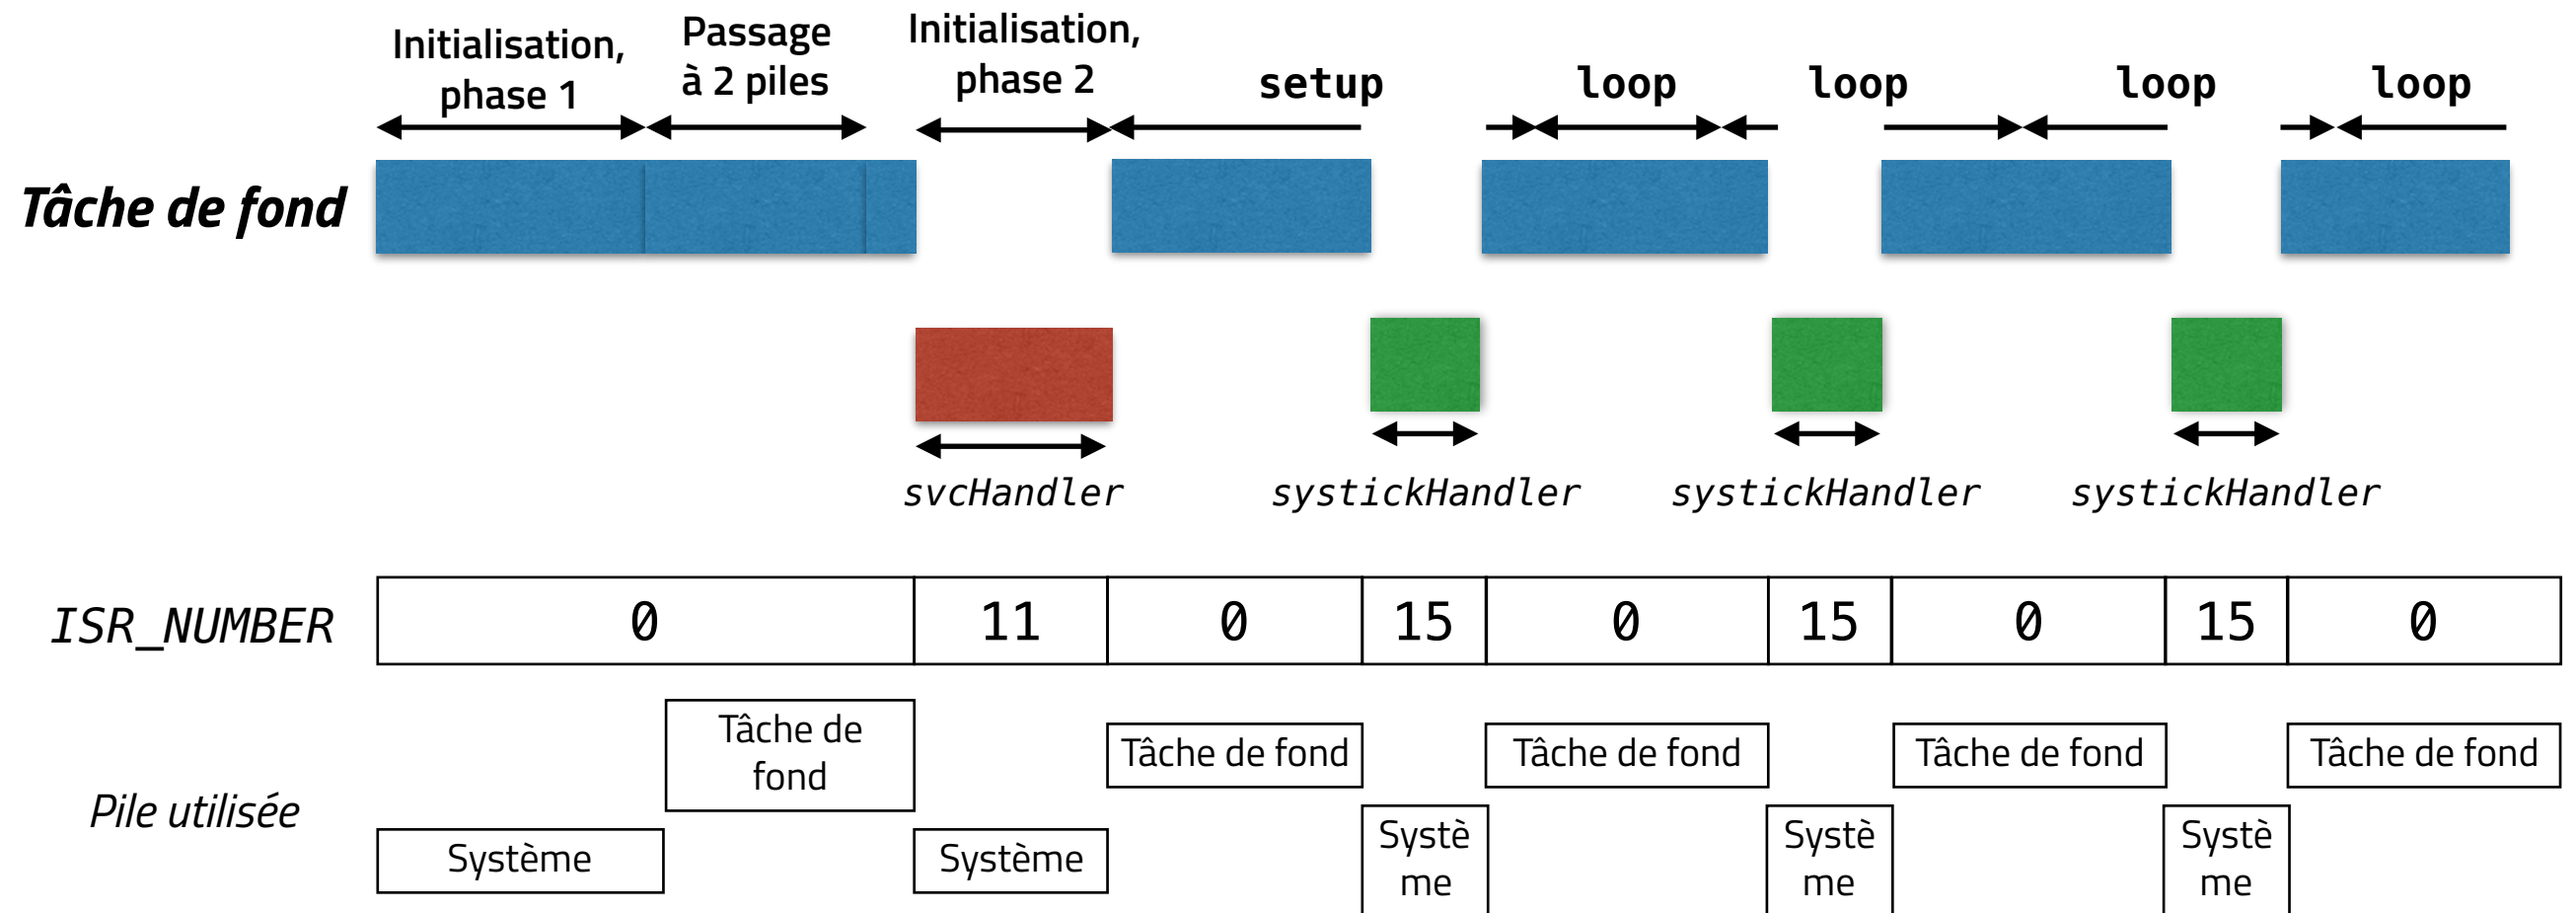 Initialisation,
phase 1
Passage
à 2 piles
Initialisation,
phase 2
setup
loop
loop
loop
loop
Tâche de fond
svcHandler
systickHandler
systickHandler
systickHandler
ISR_NUMBER
0
11
0
15
0
15
0
15
0
Pile utilisée
Système
Tâche de
fond
Système
Tâche de fond
Systè
me
Tâche de fond
Systè
me
Tâche de fond
Systè
me
Tâche de fond